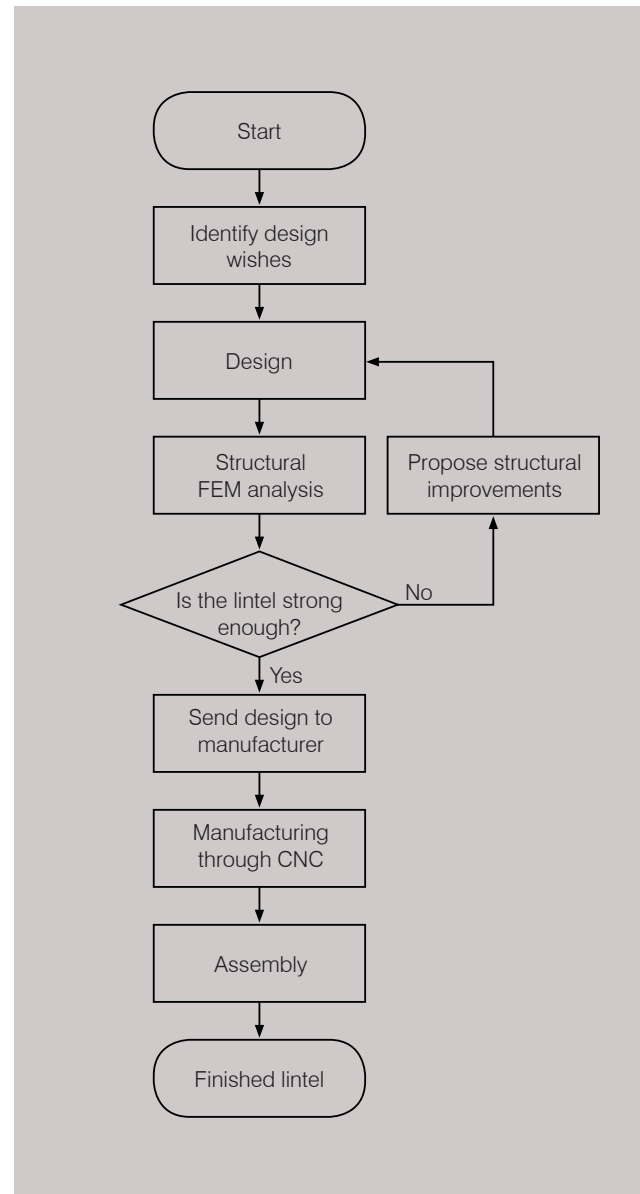 Start
Identify design
wishes
Design
Structural
FEM analysis
Propose structural
improvements
Is the lintel strong
enough?
No
Yes
Send design to
manufacturer
Manufacturing
through CNC
Assembly
Finished lintel